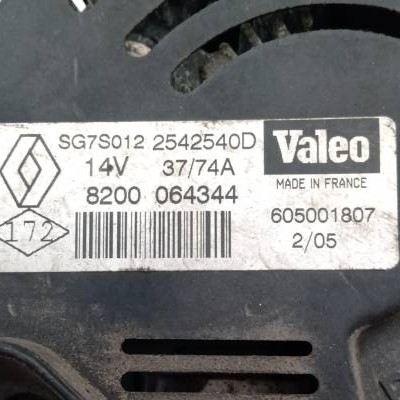 SG7S012 2542540D
14V 37/74A
8200 064344
172
Valeo
MADE IN FRANCE
605001807
2/05